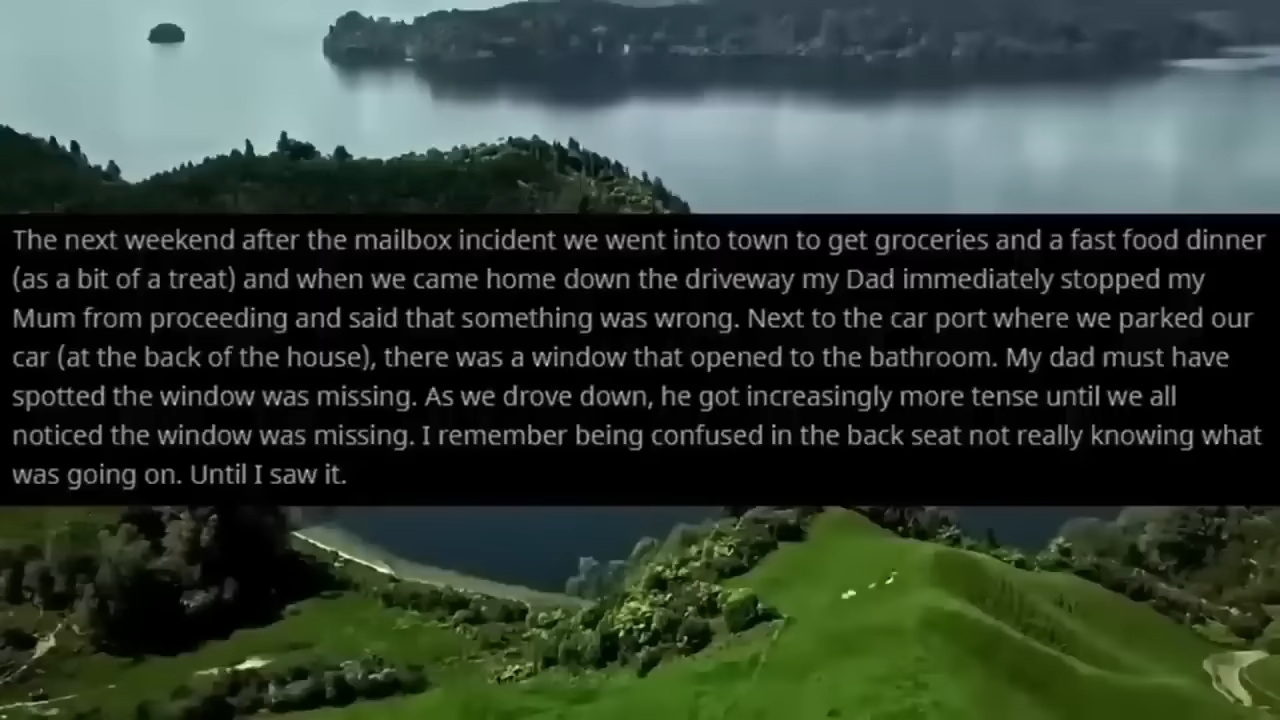 The next weekend after the mailbox incident we went into town to get groceries and a fast food dinner
(as a bit of a treat) and when we came home down the driveway my Dad immediately stopped my
Mum from proceeding and said that something was wrong. Next to the car port where we parked our
car (at the back of the house), there was a window that opened to the bathroom. My dad must have
spotted the window was missing. As we drove down, he got increasingly more tense until we all
noticed the window was missing. I remember being confused in the back seat not really knowing what
was going on. Until I saw it.